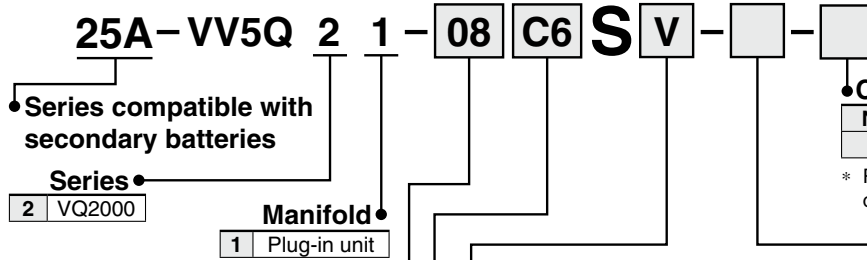 25A-VV5Q 2 1 - 08 C6 S V - -
Series compatible with
secondary batteries
Series
2 VQ2000
Manifold
1 Plug-in unit
*